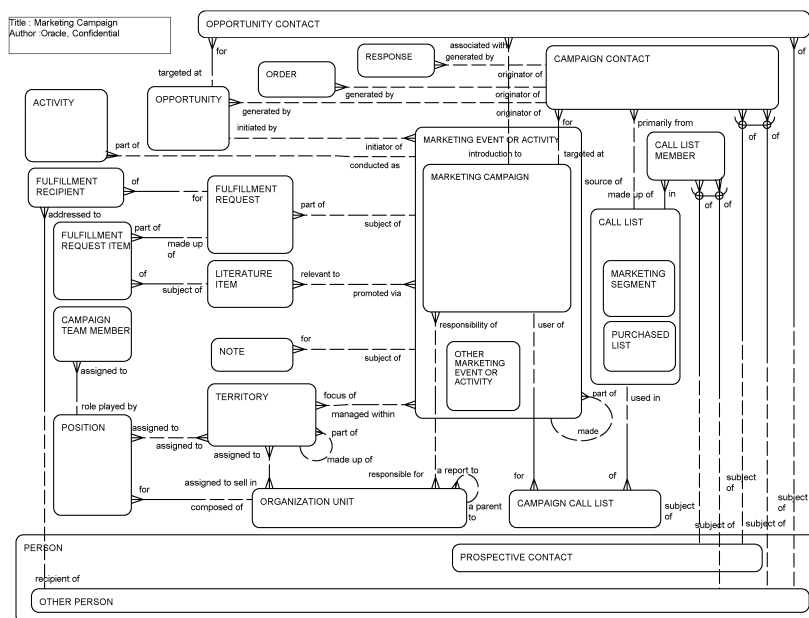 Title : Marketing Campaign
Author :Oracle, Confidential
OPPORTUNITY CONTACT
for
associated with
of
RESPONSE
generated by
originator of
CAMPAIGN CONTACT
targeted at
ORDER
generated by
originator of
ACTIVITY
OPPORTUNITY
generated by
originator of
for
primarily from
of
of
initiated by
initiator of
MARKETING EVENT OR ACTIVITY
CALL LIST
MEMBER
part of
conducted as
introduction to
targeted at
FULFILLMENT
RECIPIENT
of
for
FULFILLMENT
REQUEST
MARKETING CAMPAIGN
source of
made up of
in
of
of
addressed to
FULFILLMENT
REQUEST ITEM
part of
made up
of
part of
subject of
CALL LIST
of
subject of
LITERATURE
ITEM
relevant to
promoted via
MARKETING
SEGMENT
CAMPAIGN
TEAM MEMBER
responsibility of
user of
PURCHASED
LIST
NOTE
for
subject of
OTHER
MARKETING
EVENT OR
ACTIVITY
assigned to
role played by
TERRITORY
focus of
managed within
part of
made
used in
POSITION
assigned to
assigned to
assigned to
part of
made up of
for
composed of
assigned to sell in
responsible for
a report to
a parent
to
for
of
subject
of
subject
of
ORGANIZATION UNIT
CAMPAIGN CALL LIST
subject
of
subject of
subject of
PERSON
PROSPECTIVE CONTACT
recipient of
OTHER PERSON